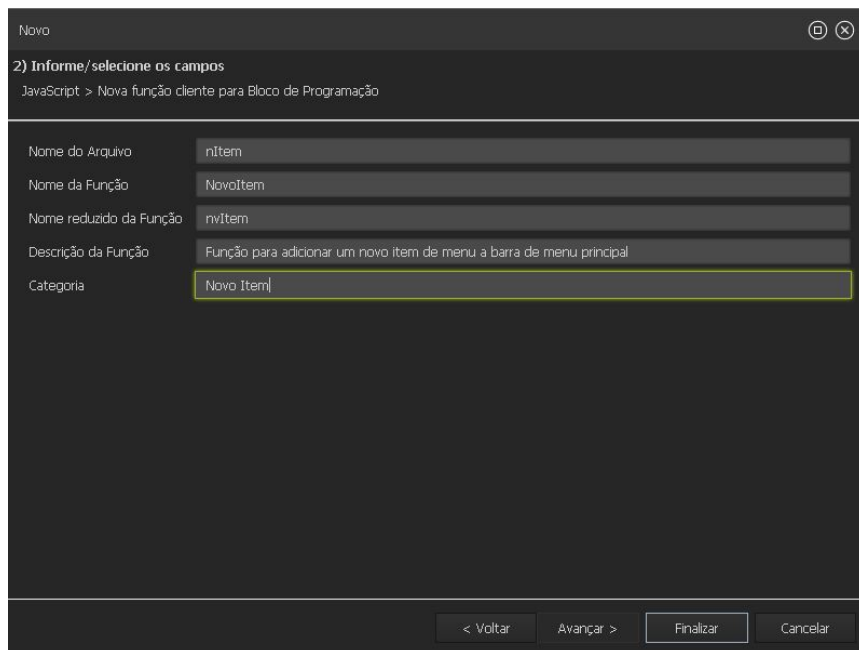 Novo
2) Informe/selecione os campos
JavaScript > Nova função cliente para Bloco de Programação
Nome do Arquivo nItem
Nome da Função NovoItem
Nome reduzido da Função nvItem
Descrição da Função Função para adicionar um novo item de menu a barra de menu principal
Categoria Novo Item
< Voltar Avançar > Finalizar Cancelar